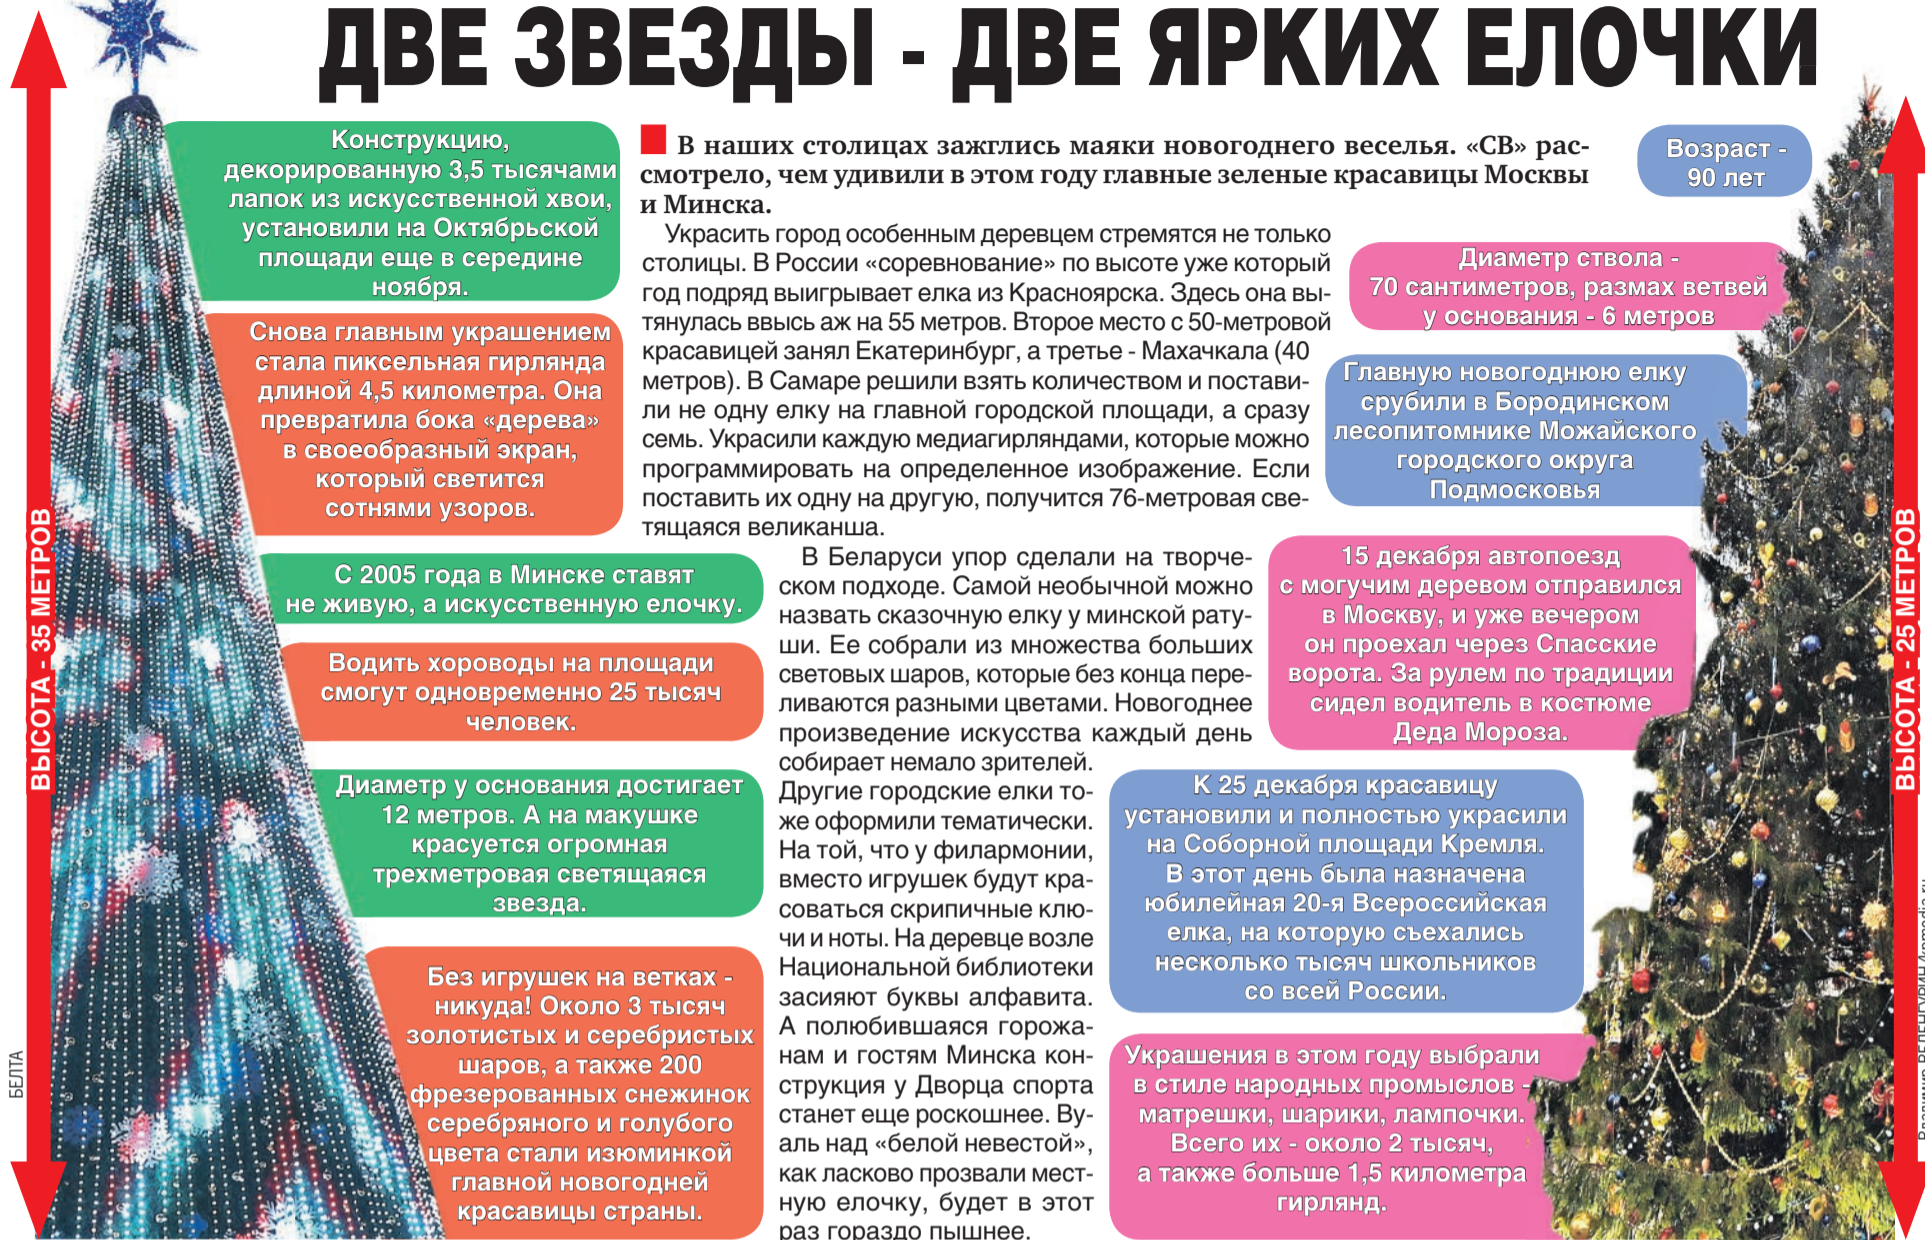 ДВЕ ЗВЕЗДЫ - ДВЕ ЯРКИХ ЕЛОЧКИ
ВЫСОТА - 35 МЕТРОВ
БЕЛТА
Конструкцию,
декорированную 3,5 тысячами
лапок из искусственной хвои,
установили на Октябрьской
площади еще в середине
ноября.
Снова главным украшением
стала пиксельная гирлянда
длиной 4,5 километра. Она
превратила бока «дерева»
в своеобразный экран,
который светится
сотнями узоров.
С 2005 года в Минске ставят
не живую, а искусственную елочку.
Водить хороводы на площади
смогут одновременно 25 тысяч
человек.
Диаметр у основания достигает
12 метров. А на макушке
красуется огромная
трехметровая светящаяся
звезда.
Без игрушек на ветках -
никуда! Около 3 тысяч
золотистых и серебристых
шаров, а также 200
фрезерованных снежинок
серебряного и голубого
цвета стали изюминкой
главной новогодней
красавицы страны.
В наших столицах зажглись маяки новогоднего веселья. «СВ» рас-
смотрело, чем удивили в этом году главные зеленые красавицы Москвы
и Минска.
Украсить город особенным деревцем стремятся не только
столицы. В России «соревнование» по высоте уже который
год подряд выигрывает елка из Красноярска. Здесь она вы-
тянулась ввысь аж на 55 метров. Второе место с 50-метровой
красавицей занял Екатеринбург, а третье - Махачкала (40
метров). В Самаре решили взять количеством и постави-
ли не одну елку на главной городской площади, а сразу
семь. Украсили каждую медиагирляндами, которые можно
программировать на определенное изображение. Если
поставить их одну на другую, получится 76-метровая све-
тящаяся великанша.
В Беларуси упор сделали на творче-
ском подходе. Самой необычной можно
назвать сказочную елку у минской рату-
ши. Ее собрали из множества больших
световых шаров, которые без конца пере-
ливаются разными цветами. Новогоднее
произведение искусства каждый день
собирает немало зрителей.
Другие городские елки то-
же оформили тематически.
На той, что у филармонии,
вместо игрушек будут кра-
соваться скрипичные клю-
чи и ноты. На деревце возле
Национальной библиотеки
засияют буквы алфавита.
А полюбившаяся горожа-
нам и гостям Минска кон-
струкция у Дворца спорта
станет еще роскошнее. Ву-
аль над «белой невестой»,
как ласково прозвали мест-
ную елочку, будет в этот
раз гораздо пышнее.
Возраст -
90 лет
Диаметр ствола -
70 сантиметров, размах ветвей
у основания - 6 метров
Главную новогоднюю елку
срубили в Бородинском
лесопитомнике Можайского
городского округа
Подмосковья
15 декабря автопоезд
с могучим деревом отправился
в Москву, и уже вечером
он проехал через Спасские
ворота. За рулем по традиции
сидел водитель в костюме
Деда Мороза.
К 25 декабря красавицу
установили и полностью украсили
на Соборной площади Кремля.
В этот день была назначена
юбилейная 20-я Всероссийская
елка, на которую съехались
несколько тысяч школьников
со всей России.
Украшения в этом году выбрали
в стиле народных промыслов -
матрешки, шарики, лампочки.
Всего их - около 2 тысяч,
а также больше 1,5 километра
гирлянд.
ВЫСОТА - 25 МЕТРОВ